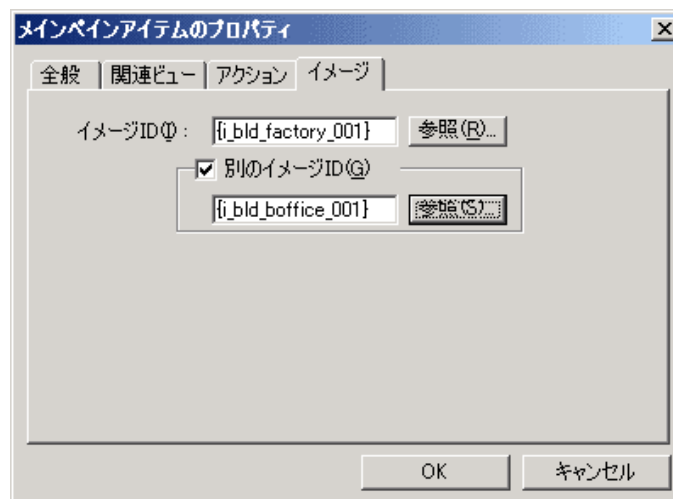 メインペインアイテムのプロパティ
全般 関連ビュー アクション イメージ
イメージID(I)： {i_bld_factory_001} 参照(R)...
別のイメージID(G)
{i_bld_boffice_001} 参照(S)...
OK キャンセル